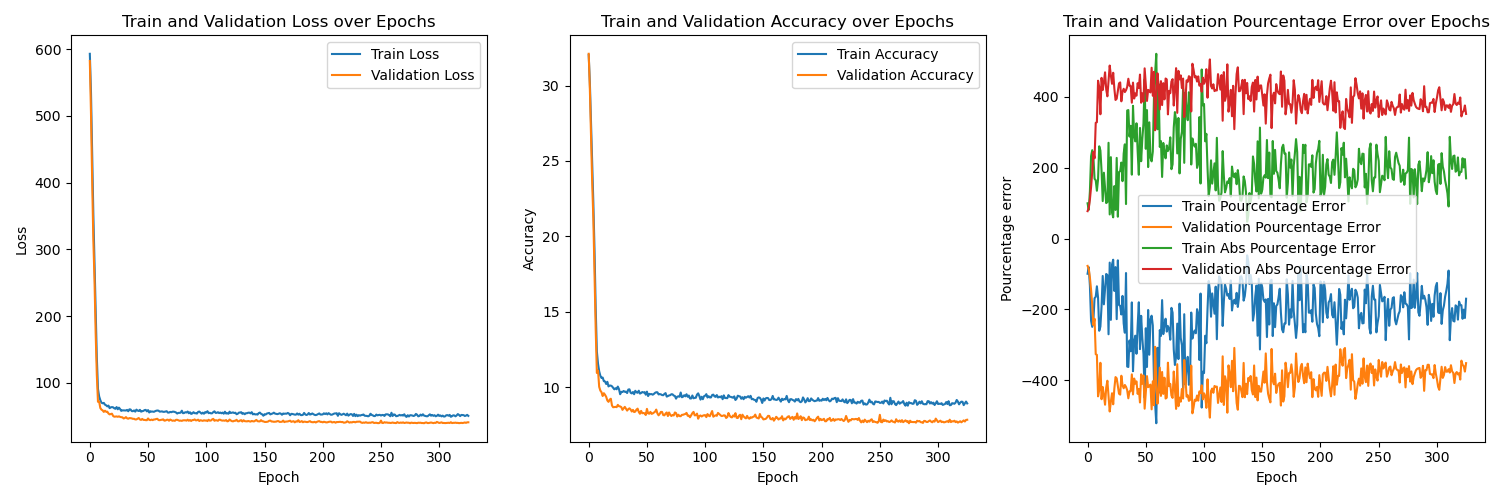 Train and Validation Loss over Epochs
Train Loss
Validation Loss
600
500
400
300
200
100
0
50
100
150
200
250
300
Loss
Epoch
Train and Validation Accuracy over Epochs
Train Accuracy
Validation Accuracy
30
25
20
15
10
0
50
100
150
200
250
300
Accuracy
Epoch
Train and Validation Pourcentage Error over Epochs
Train Pourcentage Error
Validation Pourcentage Error
Train Abs Pourcentage Error
Validation Abs Pourcentage Error
400
200
0
−200
−400
0
50
100
150
200
250
300
Pourcentage error
Epoch